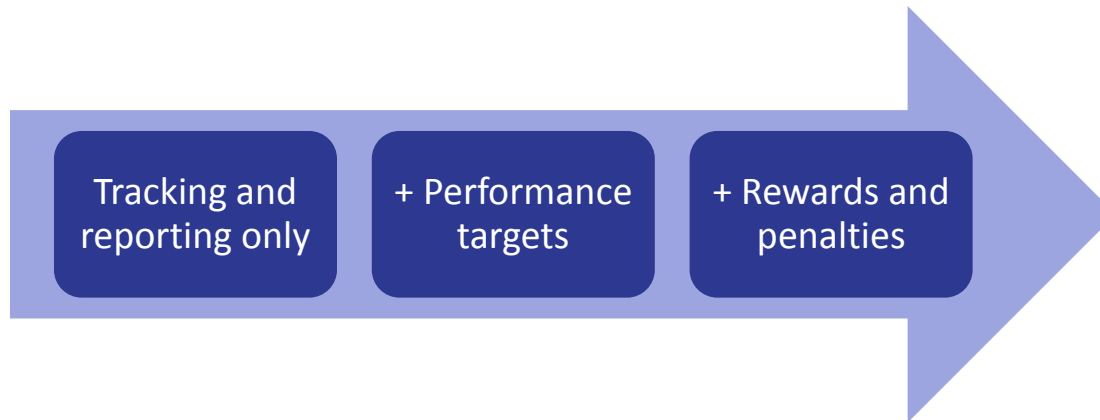 Tracking and
reporting only
+ Performance
targets
+ Rewards and
penalties